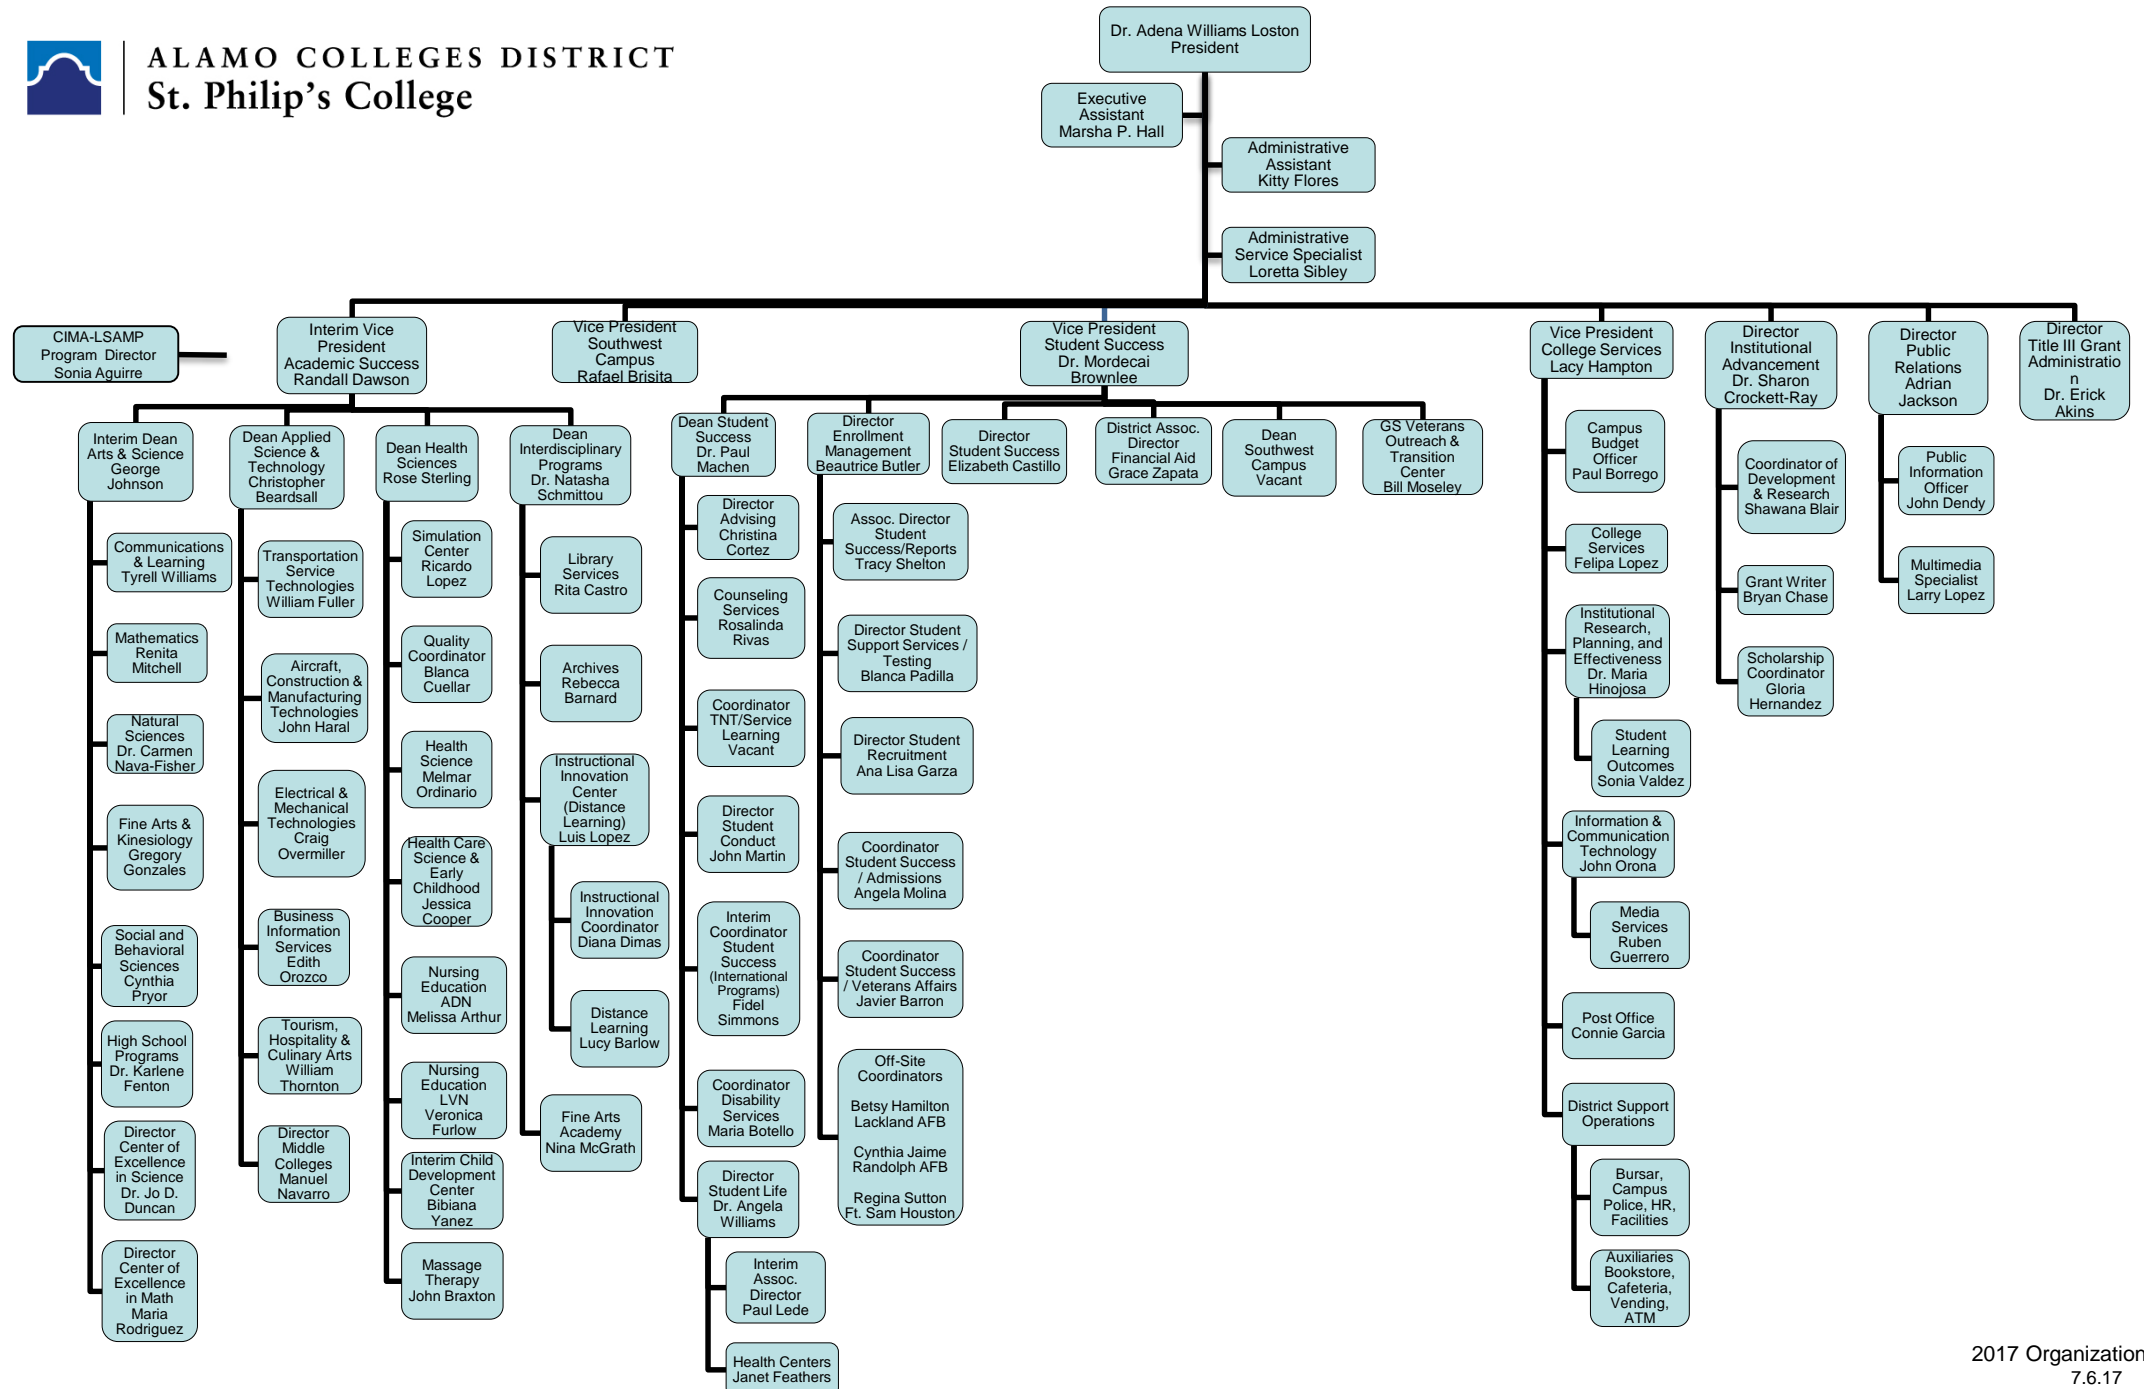 ALAMO COLLEGES DISTRICT
St. Philip's College
Dr. Adena Williams Loston
President
Executive
Assistant
Marsha P. Hall
Administrative
Assistant
Kitty Flores
Administrative
Service Specialist
Loretta Sibley
CIMA-LSAMP
Program Director
Sonia Aguirre
Interim Vice
President
Academic Success
Randall Dawson
Vice President
Southwest
Campus
Rafael Brisita
Vice President
Student Success
Dr. Mordecai
Brownlee
Vice President
College Services
Lacy Hampton
Director
Institutional
Advancement
Dr. Sharon
Crockett-Ray
Director
Public
Relations
Adrian
Jackson
Director
Title III Grant
Administratio
n
Dr. Erick
Akins
Interim Dean
Arts & Science
George
Johnson
Communications
& Learning
Tyrell Williams
Mathematics
Renita
Mitchell
Natural
Sciences
Dr. Carmen
Nava-Fisher
Fine Arts &
Kinesiology
Gregory
Gonzales
Social and
Behavioral
Sciences
Cynthia
Pryor
High School
Programs
Dr. Karlene
Fenton
Director
Center of
Excellence
in Science
Dr. Jo D.
Duncan
Director
Center of
Excellence
in Math
Maria
Rodriguez
Dean Applied
Science &
Technology
Christopher
Beardsall
Transportation
Service
Technologies
William Fuller
Aircraft,
Construction &
Manufacturing
Technologies
John Haral
Electrical &
Mechanical
Technologies
Craig
Overmiller
Business
Information
Services
Edith
Orozco
Tourism,
Hospitality &
Culinary Arts
William
Thornton
Director
Middle
Colleges
Manuel
Navarro
Dean Health
Sciences
Rose Sterling
Simulation
Center
Ricardo
Lopez
Quality
Coordinator
Blanca
Cuellar
Health
Science
Melmar
Ordinario
Health Care
Science &
Early
Childhood
Jessica
Cooper
Nursing
Education
ADN
Melissa Arthur
Nursing
Education
LVN
Veronica
Furlow
Interim Child
Development
Center
Bibiana
Yanez
Massage
Therapy
John Braxton
Dean
Interdisciplinary
Programs
Dr. Natasha
Schmittou
Library
Services
Rita Castro
Archives
Rebecca
Barnard
Instructional
Innovation
Center
(Distance
Learning)
Luis Lopez
Instructional
Innovation
Coordinator
Diana Dimas
Distance
Learning
Lucy Barlow
Fine Arts
Academy
Nina McGrath
Dean Student
Success
Dr. Paul
Machen
Director
Advising
Christina
Cortez
Counseling
Services
Rosalinda
Rivas
Coordinator
TNT/Service
Learning
Vacant
Director
Student
Conduct
John Martin
Interim
Coordinator
Student
Success
(International
Programs)
Fidel
Simmons
Coordinator
Disability
Services
Maria Botello
Director
Student Life
Dr. Angela
Williams
Interim
Assoc.
Director
Paul Lede
Health Centers
Janet Feathers
Director
Enrollment
Management
Beautrice Butler
Assoc. Director
Student
Success/Reports
Tracy Shelton
Director Student
Support Services /
Testing
Blanca Padilla
Director Student
Recruitment
Ana Lisa Garza
Coordinator
Student Success
/ Admissions
Angela Molina
Coordinator
Student Success
/ Veterans Affairs
Javier Barron
Off-Site
Coordinators
Betsy Hamilton
Lackland AFB
Cynthia Jaime
Randolph AFB
Regina Sutton
Ft. Sam Houston
Director
Student Success
Elizabeth Castillo
District Assoc.
Director
Financial Aid
Grace Zapata
Dean
Southwest
Campus
Vacant
GS Veterans
Outreach &
Transition
Center
Bill Moseley
Campus
Budget
Officer
Paul Borrego
College
Services
Felipa Lopez
Institutional
Research,
Planning, and
Effectiveness
Dr. Maria
Hinojosa
Student
Learning
Outcomes
Sonia Valdez
Information &
Communication
Technology
John Orona
Media
Services
Ruben
Guerrero
Post Office
Connie Garcia
District Support
Operations
Bursar,
Campus
Police, HR,
Facilities
Auxiliaries
Bookstore,
Cafeteria,
Vending,
ATM
Coordinator of
Development
& Research
Shawana Blair
Grant Writer
Bryan Chase
Scholarship
Coordinator
Gloria
Hernandez
Public
Information
Officer
John Dendy
Multimedia
Specialist
Larry Lopez
2017 Organization
7.6.17